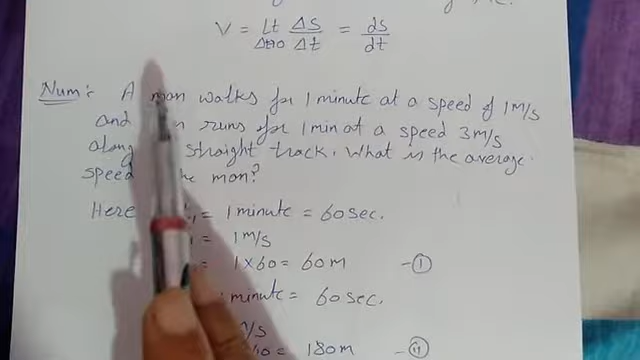 V = Lt Δt→0 ΔS/Δt = ds/dt
Num:- A man walks for 1 minute at a speed of 1 m/s
and runs for 1 min at a speed 3 m/s
along straight track. What is the average
speed man?
Here = 1 minute = 60 sec.
= 1 m/s
= 1×60 = 60 M — (i)
minute = 60 sec.
m/s
= 180 M — (ii)